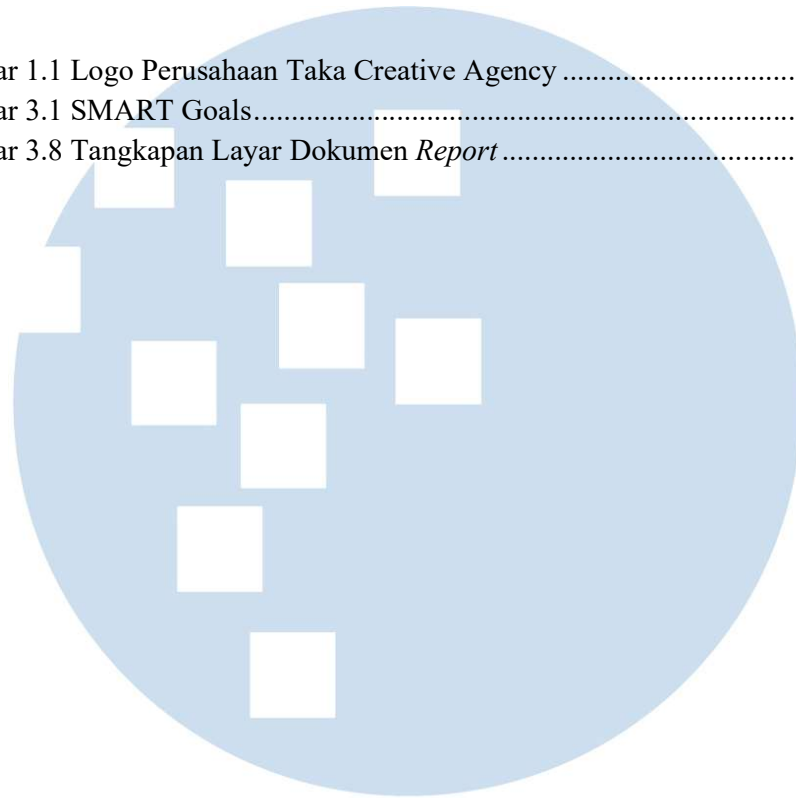 ar 1.1 Logo Perusahaan Taka Creative Agency ..............................
ar 3.1 SMART Goals......................................................................
ar 3.8 Tangkapan Layar Dokumen Report ......................................